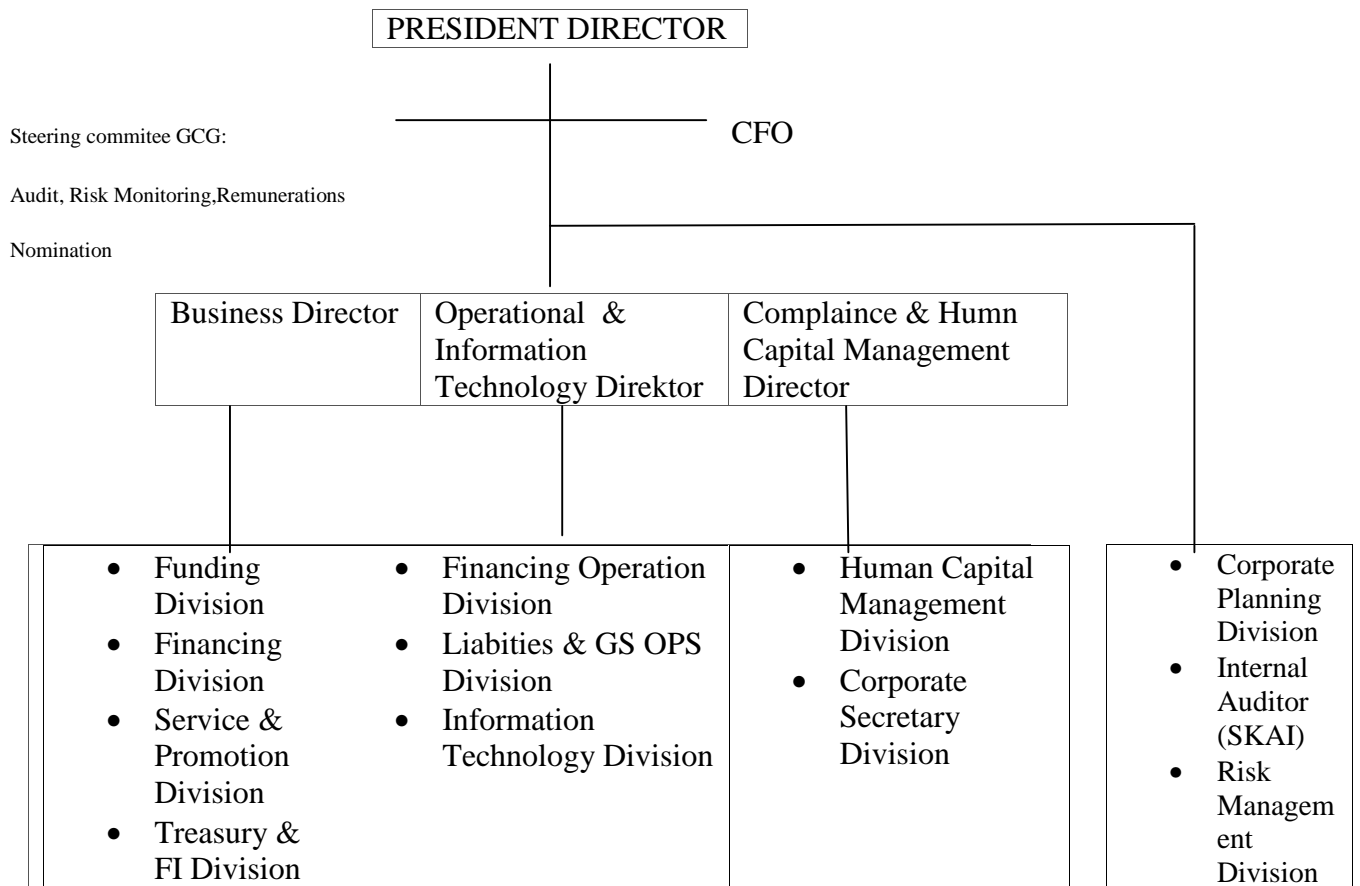 PRESIDENT DIRECTOR
Steering commitee GCG:
CFO
Audit, Risk Monitoring,Remunerations
Nomination
Business Director
Operational &
Information
Technology Direktor
Complaince & Humn
Capital Management
Director
• Funding
Division
• Financing
Division
• Service &
Promotion
Division
• Treasury &
FI Division
• Financing Operation
Division
• Liabities & GS OPS
Division
• Information
Technology Division
• Human Capital
Management
Division
• Corporate
Secretary
Division
• Corporate
Planning
Division
• Internal
Auditor
(SKAI)
• Risk
Managem
ent
Division